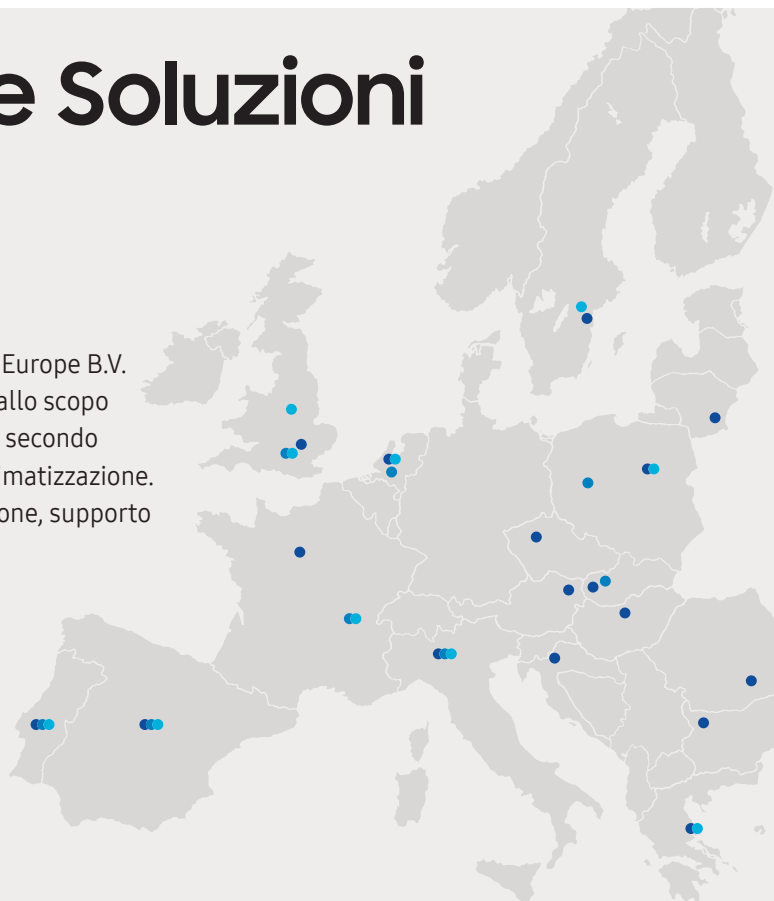 e Soluzioni
Europe B.V.
allo scopo
secondo
matizzazione.
one, supporto